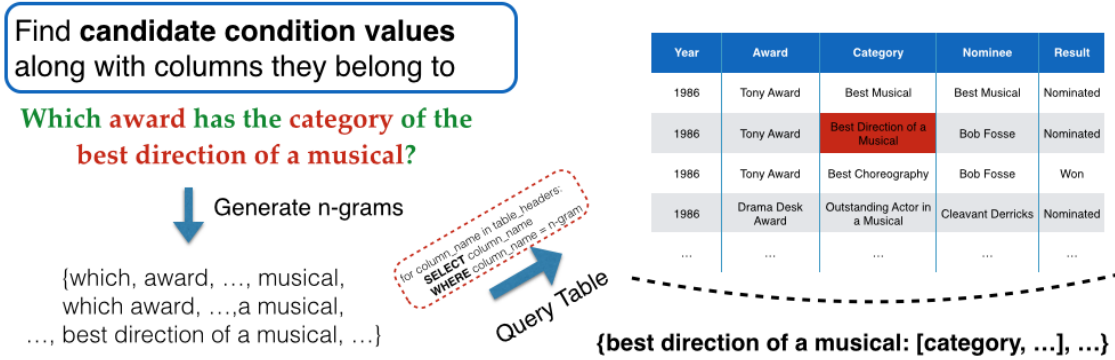 Find candidate condition values
along with columns they belong to
Which award has the category of the
best direction of a musical?
Generate n-grams
{which, award, …, musical,
which award, …,a musical,
…, best direction of a musical, …}
for column_name in table_headers:
SELECT column_name
WHERE column_name = n-gram
Query Table
Year Award Category Nominee Result
1986 Tony Award Best Musical Best Musical Nominated
1986 Tony Award Best Direction of a Musical Bob Fosse Nominated
1986 Tony Award Best Choreography Bob Fosse Won
1986 Drama Desk Award Outstanding Actor in a Musical Cleavant Derricks Nominated
... ... ... ... ...
{best direction of a musical: [category, …], …}